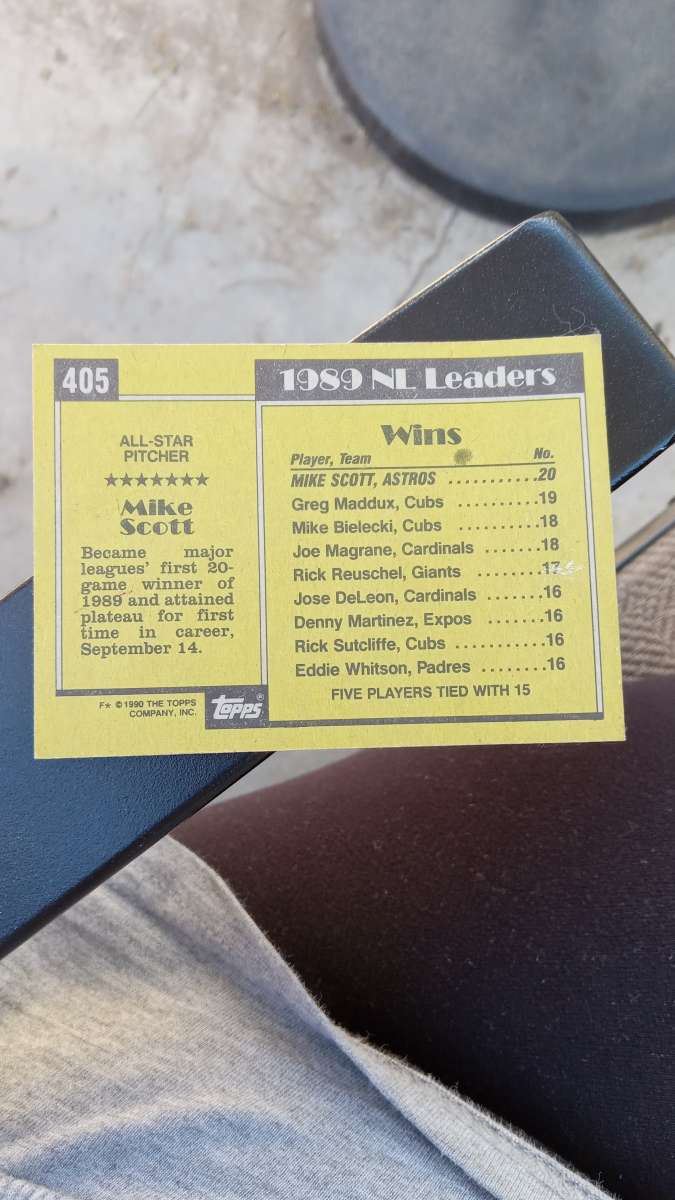 405
ALL-STAR
PITCHER
★★★★★★★
Mike
Scott
Became major
leagues' first 20-
game winner of
1989 and attained
plateau for first
time in career,
September 14.
F★ ©1990 THE TOPPS
COMPANY, INC.
topps®
1989 NL Leaders
Wins
Player, Team No.
MIKE SCOTT, ASTROS ...........20
Greg Maddux, Cubs ..........19
Mike Bielecki, Cubs ..........18
Joe Magrane, Cardinals .......18
Rick Reuschel, Giants ........17
Jose DeLeon, Cardinals .......16
Denny Martinez, Expos .......16
Rick Sutcliffe, Cubs ..........16
Eddie Whitson, Padres ........16
FIVE PLAYERS TIED WITH 15